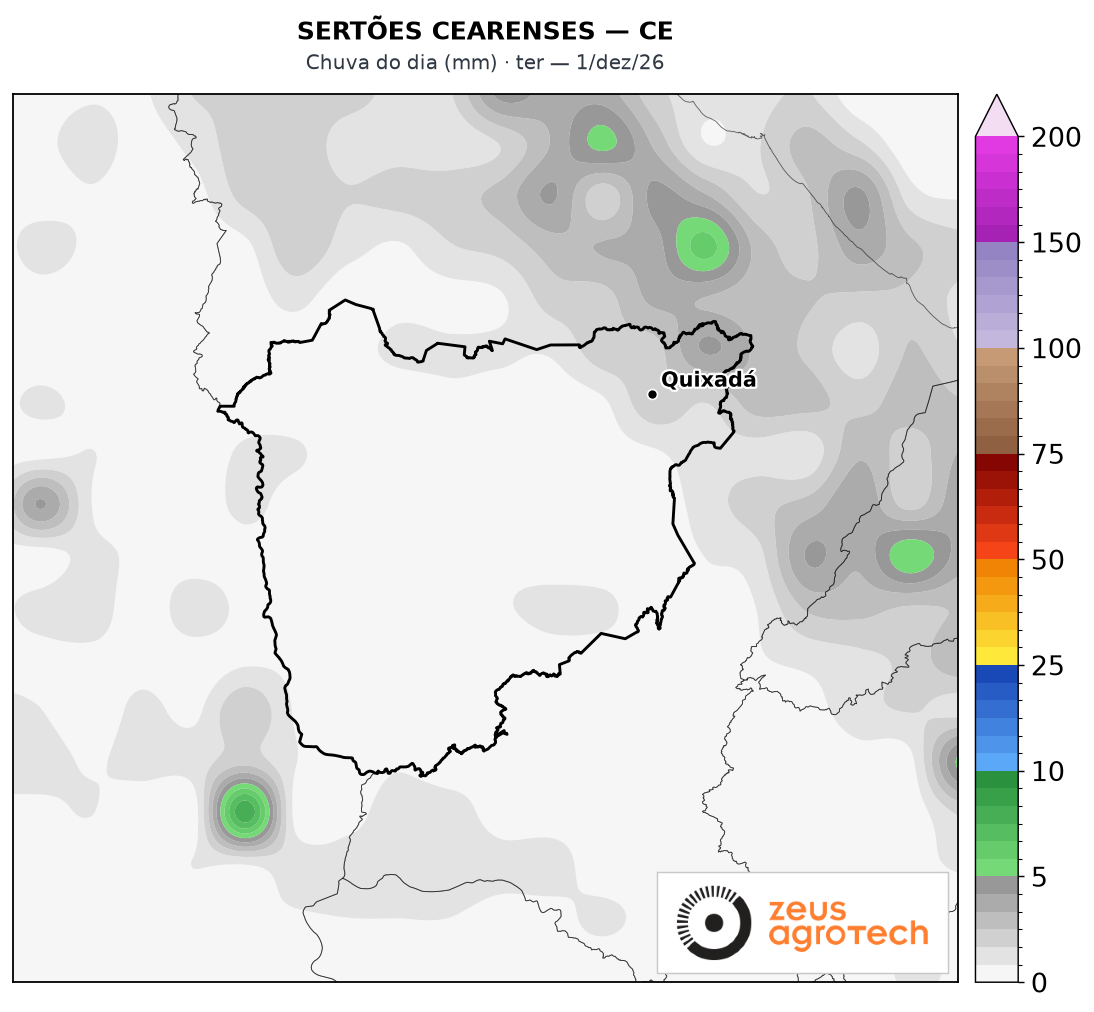 SERTÕES CEARENSES — CE
Chuva do dia (mm) · ter — 1/dez/26
200
150
100
75
50
25
10
5
0
Quixadá
zeus
agrotech